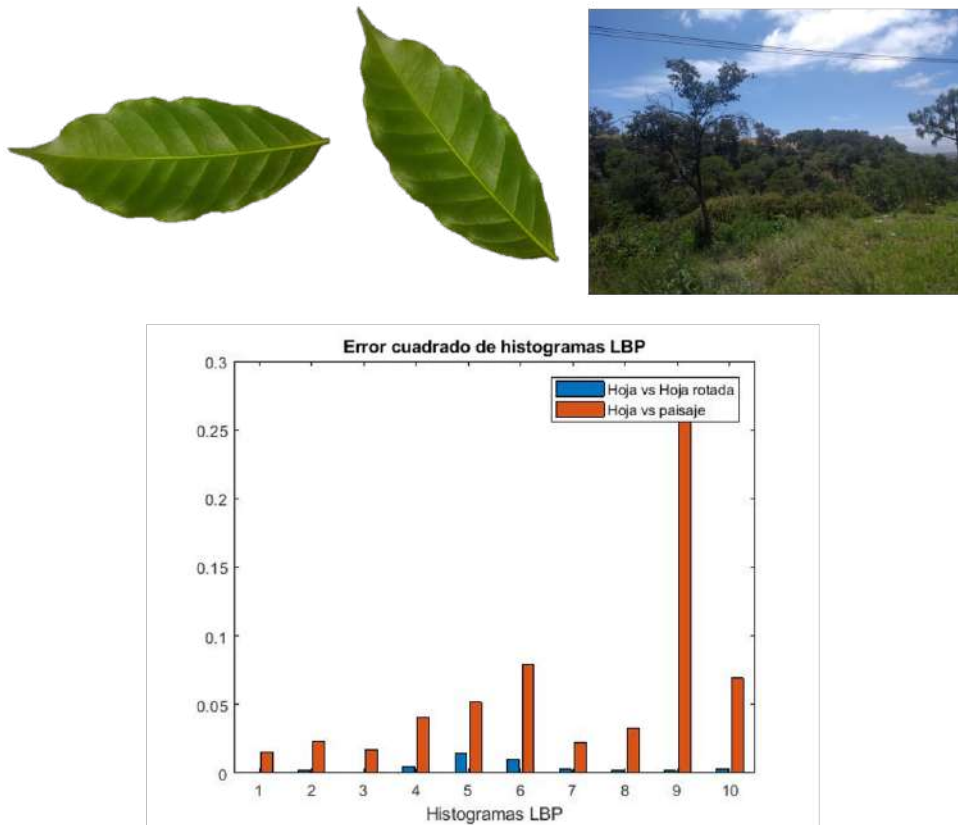 Error cuadrado de histogramas LBP
0.3
Hoja vs Hoja rotada
Hoja vs paisaje
0.25
0.2
0.15
0.1
0.05
0
1 2 3 4 5 6 7 8 9 10
Histogramas LBP